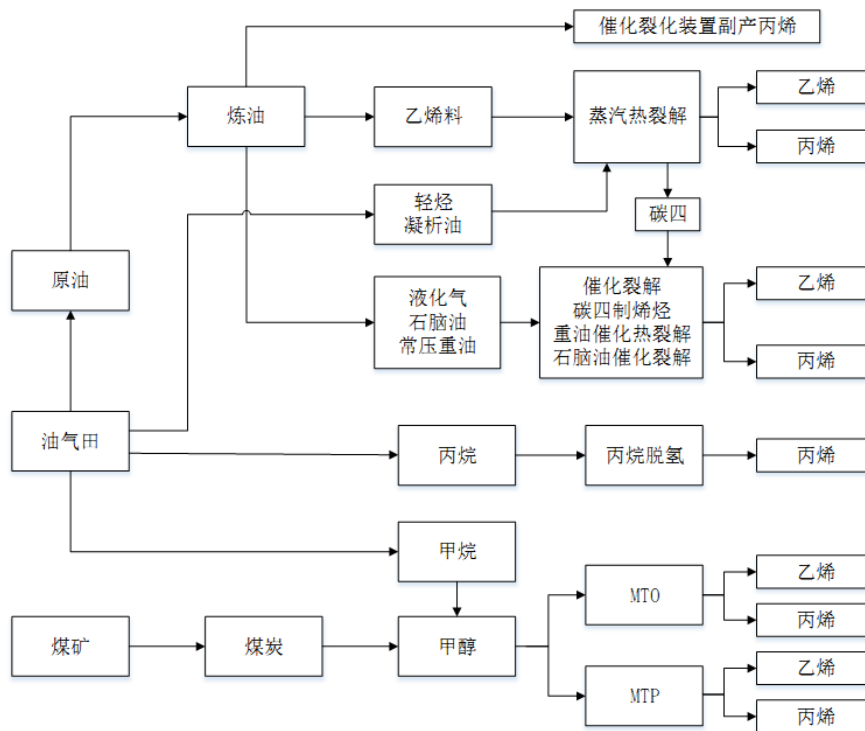 催化裂化装置副产丙烯
炼油
乙烯料
蒸汽热裂解
乙烯
丙烯
轻烃
凝析油
碳四
原油
液化气
石脑油
常压重油
催化裂解
碳四制烯烃
重油催化热裂解
石脑油催化裂解
乙烯
丙烯
油气田
丙烷
丙烷脱氢
丙烯
甲烷
煤矿
煤炭
甲醇
MTO
乙烯
丙烯
MTP
乙烯
丙烯